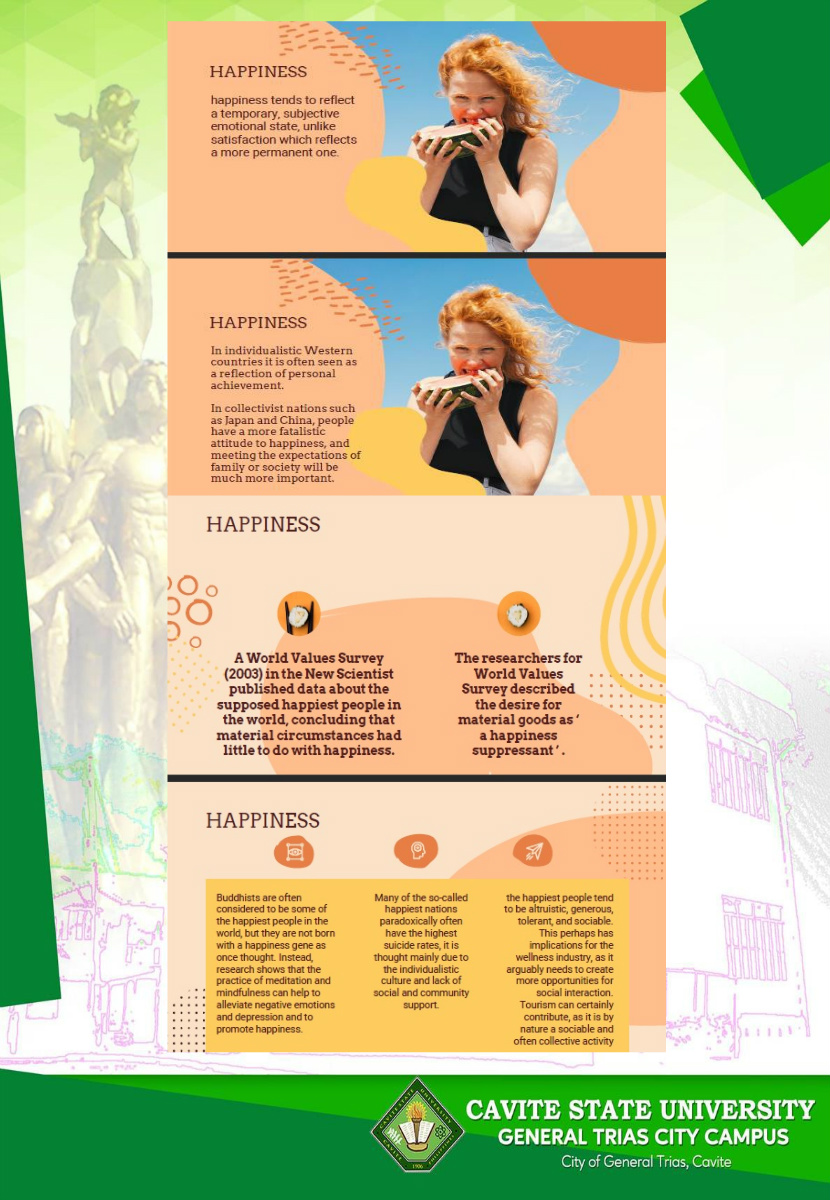 HAPPINESS
happiness tends to reflect
a temporary, subjective
emotional state, unlike
satisfaction which reflects
a more permanent one.
HAPPINESS
In individualistic Western
countries it is often seen as
a reflection of personal
achievement.
In collectivist nations such
as Japan and China, people
have a more fatalistic
attitude to happiness, and
meeting the expectations of
family or society will be
much more important.
HAPPINESS
A World Values Survey
(2003) in the New Scientist
published data about the
supposed happiest people in
the world, concluding that
material circumstances had
little to do with happiness.
The researchers for
World Values
Survey described
the desire for
material goods as ‘
a happiness
suppressant ’ .
HAPPINESS
Buddhists are often
considered to be some of
the happiest people in the
world, but they are not born
with a happiness gene as
once thought. Instead,
research shows that the
practice of meditation and
mindfulness can help to
alleviate negative emotions
and depression and to
promote happiness.
Many of the so-called
happiest nations
paradoxically often
have the highest
suicide rates, it is
thought mainly due to
the individualistic
culture and lack of
social and community
support.
the happiest people tend
to be altruistic, generous,
tolerant, and sociable.
This perhaps has
implications for the
wellness industry, as it
arguably needs to create
more opportunities for
social interaction.
Tourism can certainly
contribute, as it is by
nature a sociable and
often collective activity
CAVITE STATE UNIVERSITY
GENERAL TRIAS CITY CAMPUS
City of General Trias, Cavite
CAVITE STATE UNIVERSITY
1906